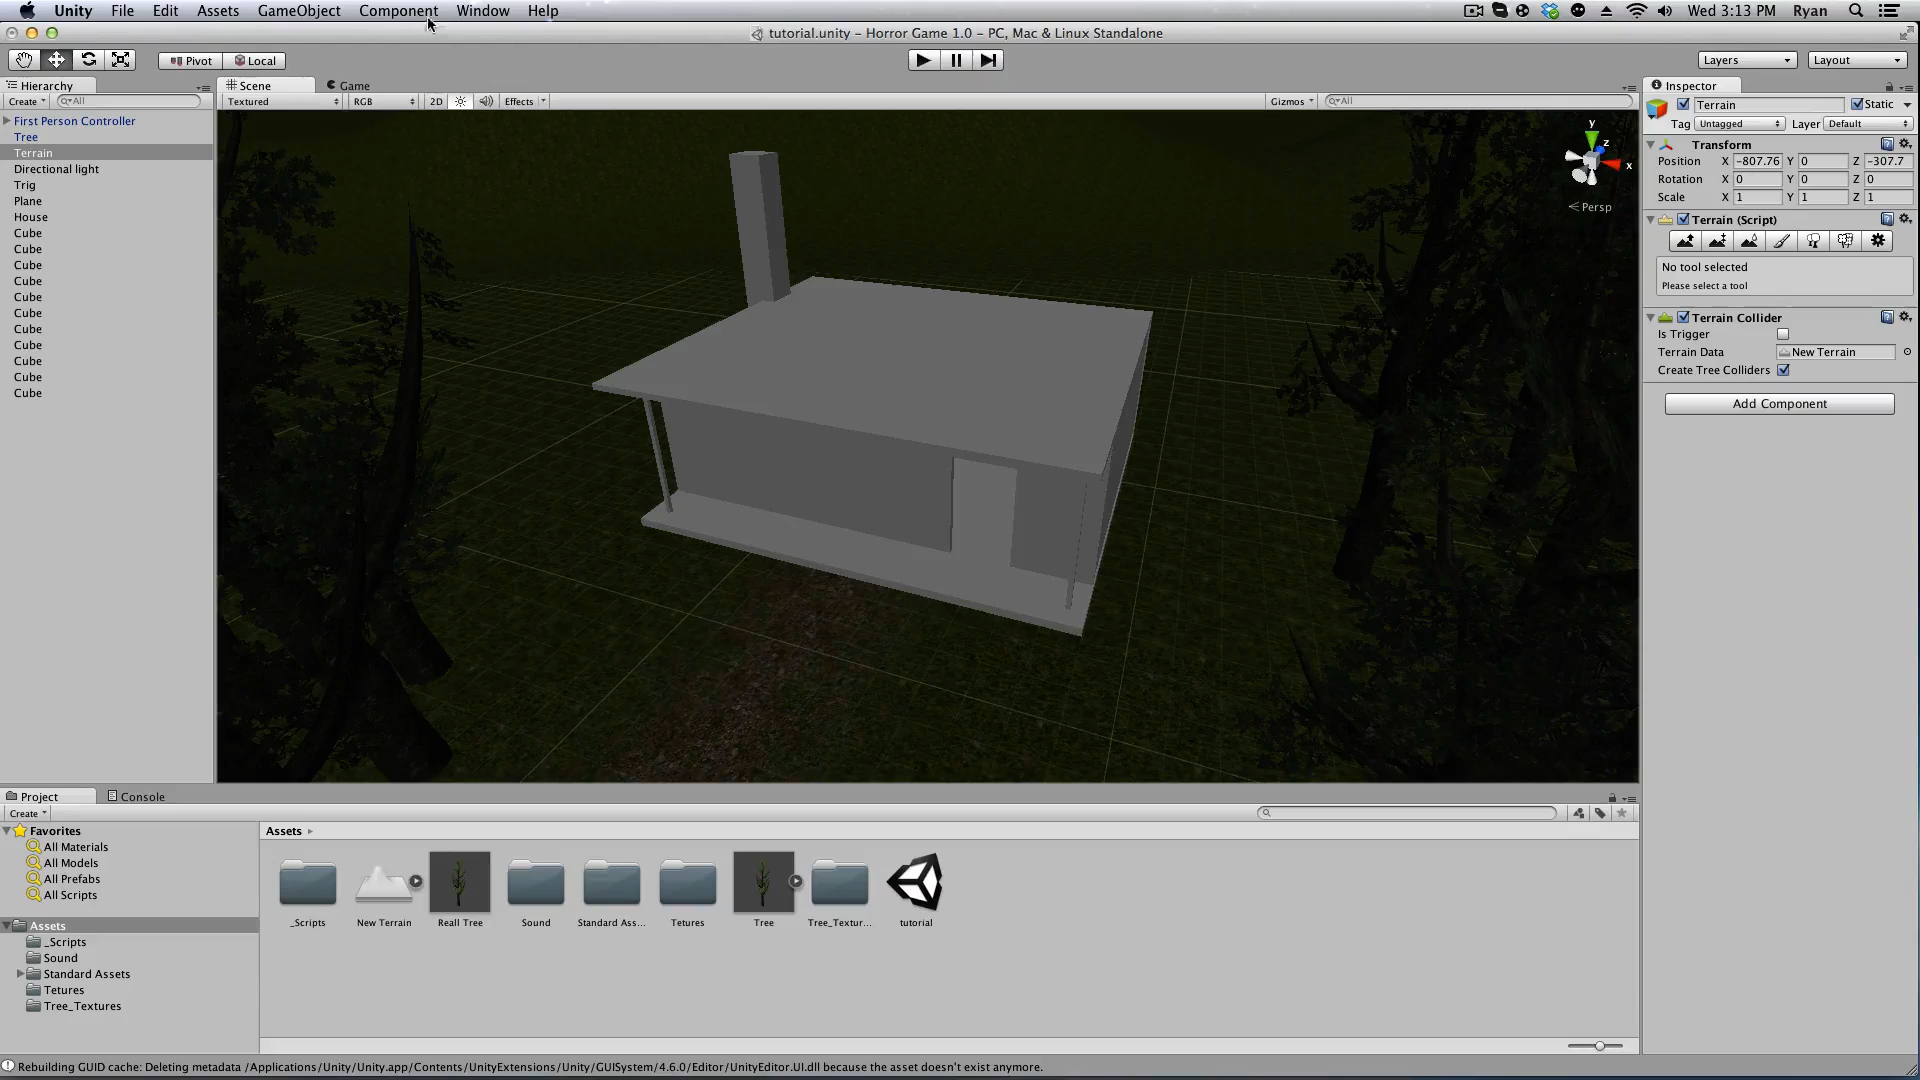 Unity File Edit Assets GameObject Component Window Help Wed 3:13 PM Ryan
tutorial.unity – Horror Game 1.0 – PC, Mac & Linux Standalone
Pivot Local Layers Layout
Hierarchy Scene Game Inspector
Create All Textured RGB 2D Effects Gizmos All
Terrain Static
Tag Untagged Layer Default
First Person Controller
Tree
Terrain
Directional light
Trig
Plane
House
Cube
Cube
Cube
Cube
Cube
Cube
Cube
Cube
Cube
Cube
Cube
y
z
x
Persp
Transform
Position X -807.76 Y 0 Z -307.7
Rotation X 0 Y 0 Z 0
Scale X 1 Y 1 Z 1
Terrain (Script)
No tool selected
Please select a tool
Terrain Collider
Is Trigger
Terrain Data New Terrain
Create Tree Colliders
Add Component
Project Console
Create
Favorites
All Materials
All Models
All Prefabs
All Scripts
Assets
_Scripts
Sound
Standard Assets
Tetures
Tree_Textures
Assets
_Scripts New Terrain Reall Tree Sound Standard Ass... Tetures Tree Tree_Textur... tutorial
Rebuilding GUID cache: Deleting metadata /Applications/Unity/Unity.app/Contents/UnityExtensions/Unity/GUISystem/4.6.0/Editor/UnityEditor.UI.dll because the asset doesn't exist anymore.